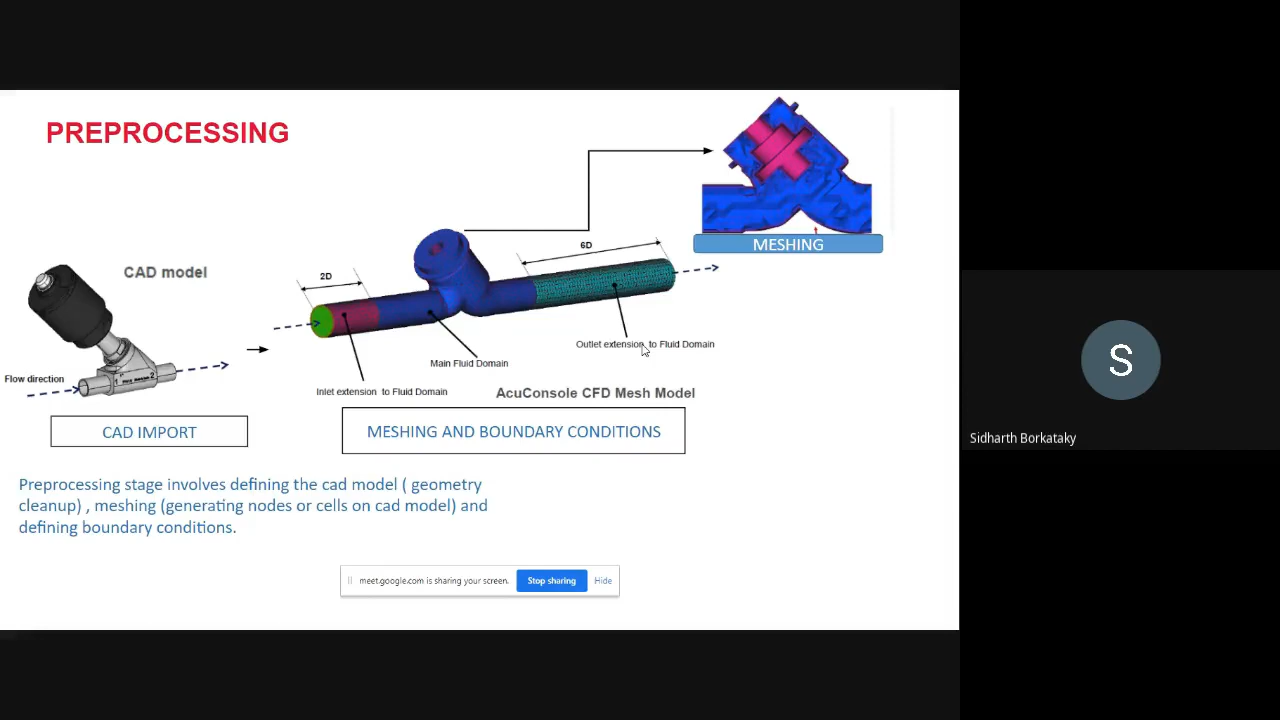 PREPROCESSING
MESHING
6D
CAD model
2D
Outlet extension to Fluid Domain
Main Fluid Domain
Flow direction
Inlet extension to Fluid Domain
AcuConsole CFD Mesh Model
CAD IMPORT
MESHING AND BOUNDARY CONDITIONS
Preprocessing stage involves defining the cad model ( geometry
cleanup) , meshing (generating nodes or cells on cad model) and
defining boundary conditions.
meet.google.com is sharing your screen. Stop sharing Hide
S
Sidharth Borkataky